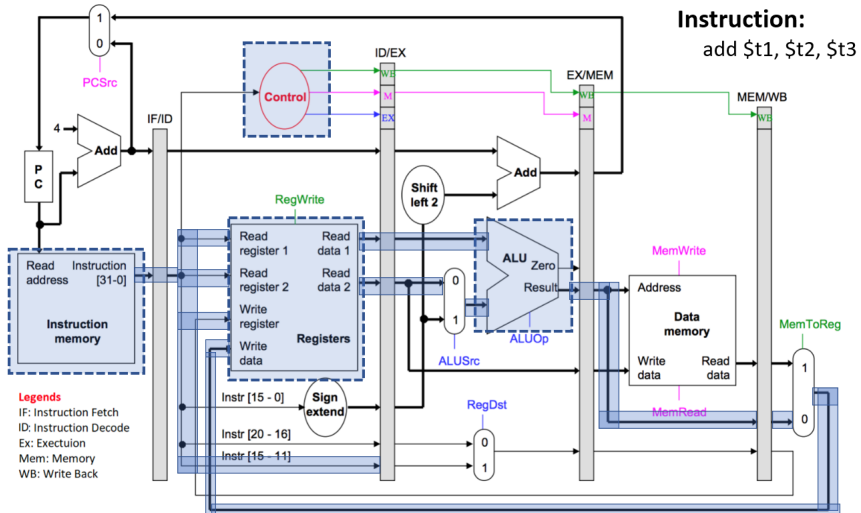 Instruction:
add $t1, $t2, $t3
1
0
PCSrc
ID/EX
WB
M
EX
Control
EX/MEM
WB
M
MEM/WB
WB
IF/ID
4
Add
P
C
Add
Shift
left 2
RegWrite
Read
register 1
Read
data 1
Read
register 2
Read
data 2
Write
register
Write
data
Registers
Read
address
Instruction
[31-0]
Instruction
memory
0
1
ALUSrc
ALU
Zero
Result
ALUOp
MemWrite
Address
Data
memory
Write
data
Read
data
MemRead
MemToReg
1
0
Legends
IF: Instruction Fetch
ID: Instruction Decode
Ex: Exectuion
Mem: Memory
WB: Write Back
Instr [15 - 0]
Sign
extend
Instr [20 - 16]
Instr [15 - 11]
RegDst
0
1